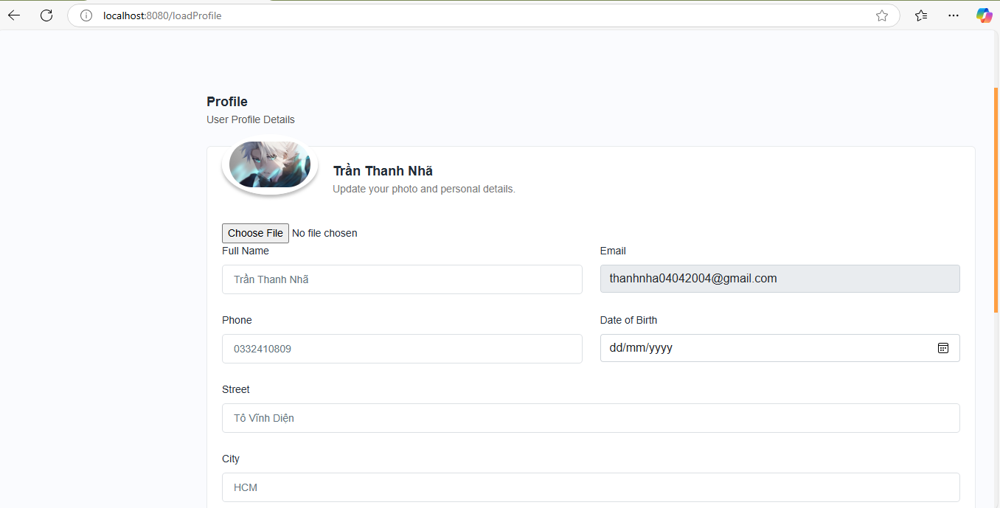 localhost:8080/loadProfile
Profile
User Profile Details
Trần Thanh Nhã
Update your photo and personal details.
Choose File No file chosen
Full Name
Trần Thanh Nhã
Email
thanhnha04042004@gmail.com
Phone
0332410809
Date of Birth
dd/mm/yyyy
Street
Tô Vĩnh Diện
City
HCM